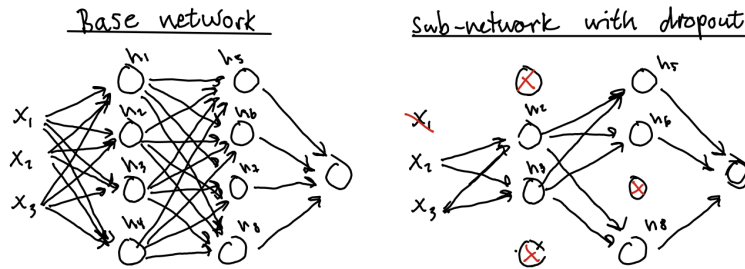 Base network
h1
h5
x1
h2
h6
x2
h3
h7
x3
h4
h8
Sub-network with dropout
h5
x1
h2
h6
x2
h3
x3
h8